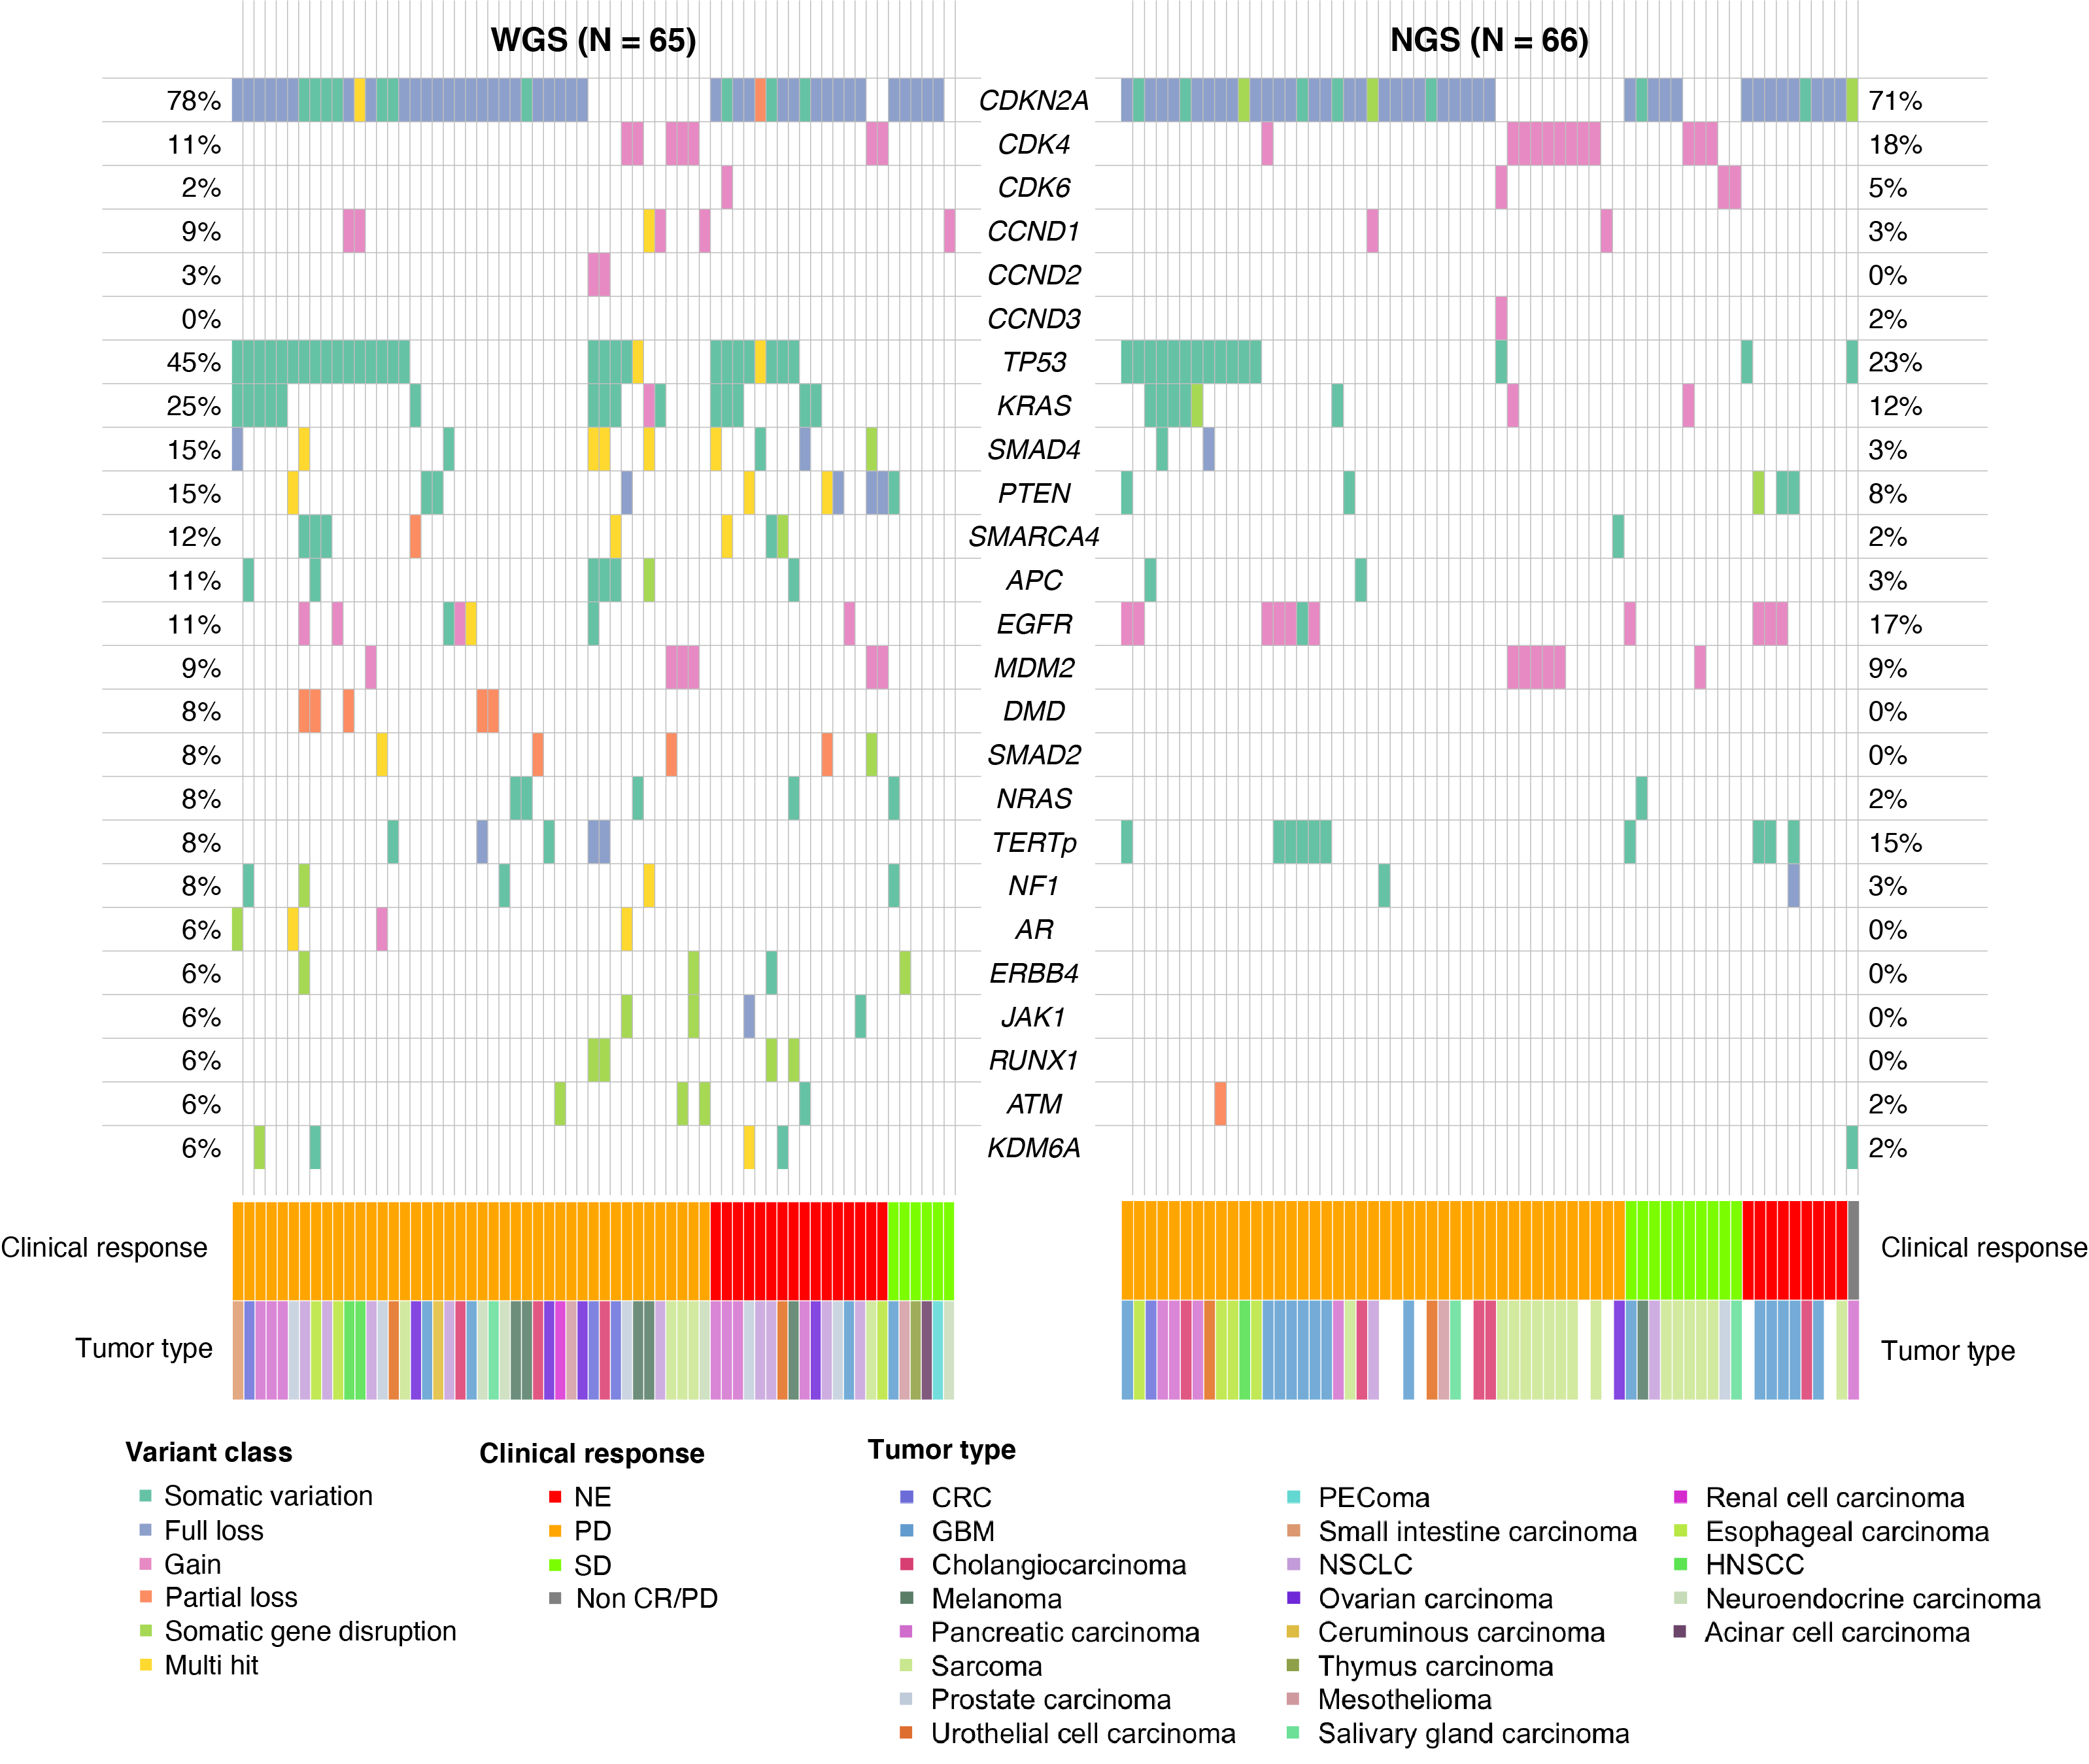 WGS (N = 65) NGS (N = 66)
78% CDKN2A 71%
11% CDK4 18%
2% CDK6 5%
9% CCND1 3%
3% CCND2 0%
0% CCND3 2%
45% TP53 23%
25% KRAS 12%
15% SMAD4 3%
15% PTEN 8%
12% SMARCA4 2%
11% APC 3%
11% EGFR 17%
9% MDM2 9%
8% DMD 0%
8% SMAD2 0%
8% NRAS 2%
8% TERTp 15%
8% NF1 3%
6% AR 0%
6% ERBB4 0%
6% JAK1 0%
6% RUNX1 0%
6% ATM 2%
6% KDM6A 2%
Clinical response Clinical response
Tumor type Tumor type
Variant class
Somatic variation
Full loss
Gain
Partial loss
Somatic gene disruption
Multi hit
Clinical response
NE
PD
SD
Non CR/PD
Tumor type
CRC
GBM
Cholangiocarcinoma
Melanoma
Pancreatic carcinoma
Sarcoma
Prostate carcinoma
Urothelial cell carcinoma
PEComa
Small intestine carcinoma
NSCLC
Ovarian carcinoma
Ceruminous carcinoma
Thymus carcinoma
Mesothelioma
Salivary gland carcinoma
Renal cell carcinoma
Esophageal carcinoma
HNSCC
Neuroendocrine carcinoma
Acinar cell carcinoma